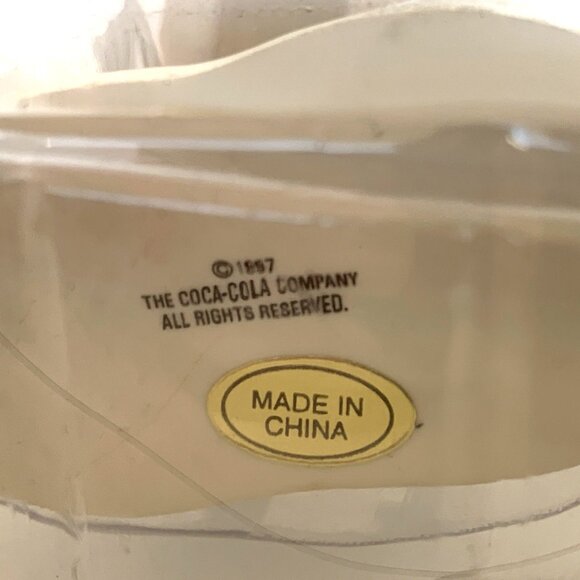 ©1997
THE COCA-COLA COMPANY
ALL RIGHTS RESERVED.
MADE IN
CHINA